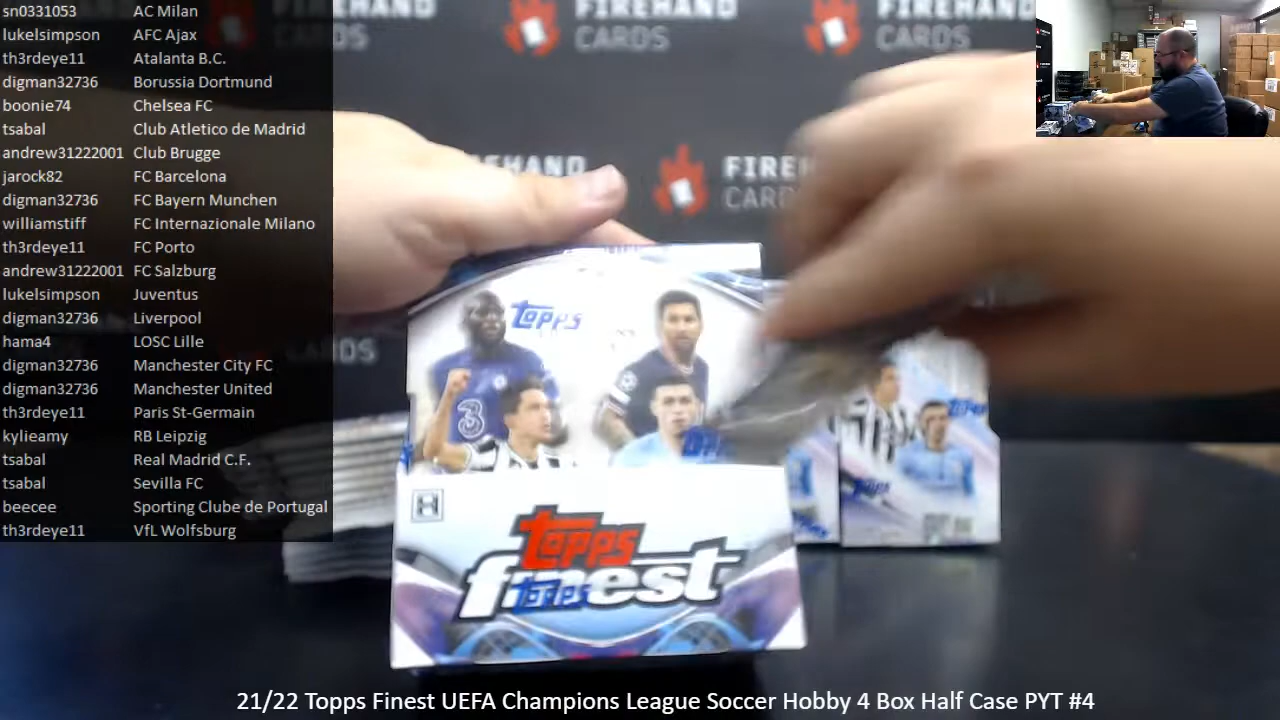 sn0331053 AC Milan
lukelsimpson AFC Ajax
th3rdeye11 Atalanta B.C.
digman32736 Borussia Dortmund
boonie74 Chelsea FC
tsabal Club Atletico de Madrid
andrew31222001 Club Brugge
jarock82 FC Barcelona
digman32736 FC Bayern Munchen
williamstiff FC Internazionale Milano
th3rdeye11 FC Porto
andrew31222001 FC Salzburg
lukelsimpson Juventus
digman32736 Liverpool
hama4 LOSC Lille
digman32736 Manchester City FC
digman32736 Manchester United
th3rdeye11 Paris St-Germain
kylieamy RB Leipzig
tsabal Real Madrid C.F.
tsabal Sevilla FC
beecee Sporting Clube de Portugal
th3rdeye11 VfL Wolfsburg
FIREHAND CARDS
FIREHAND
CARDS
TOPPS
3
H
TOPPS
finest
TOPPS
21/22 Topps Finest UEFA Champions League Soccer Hobby 4 Box Half Case PYT #4